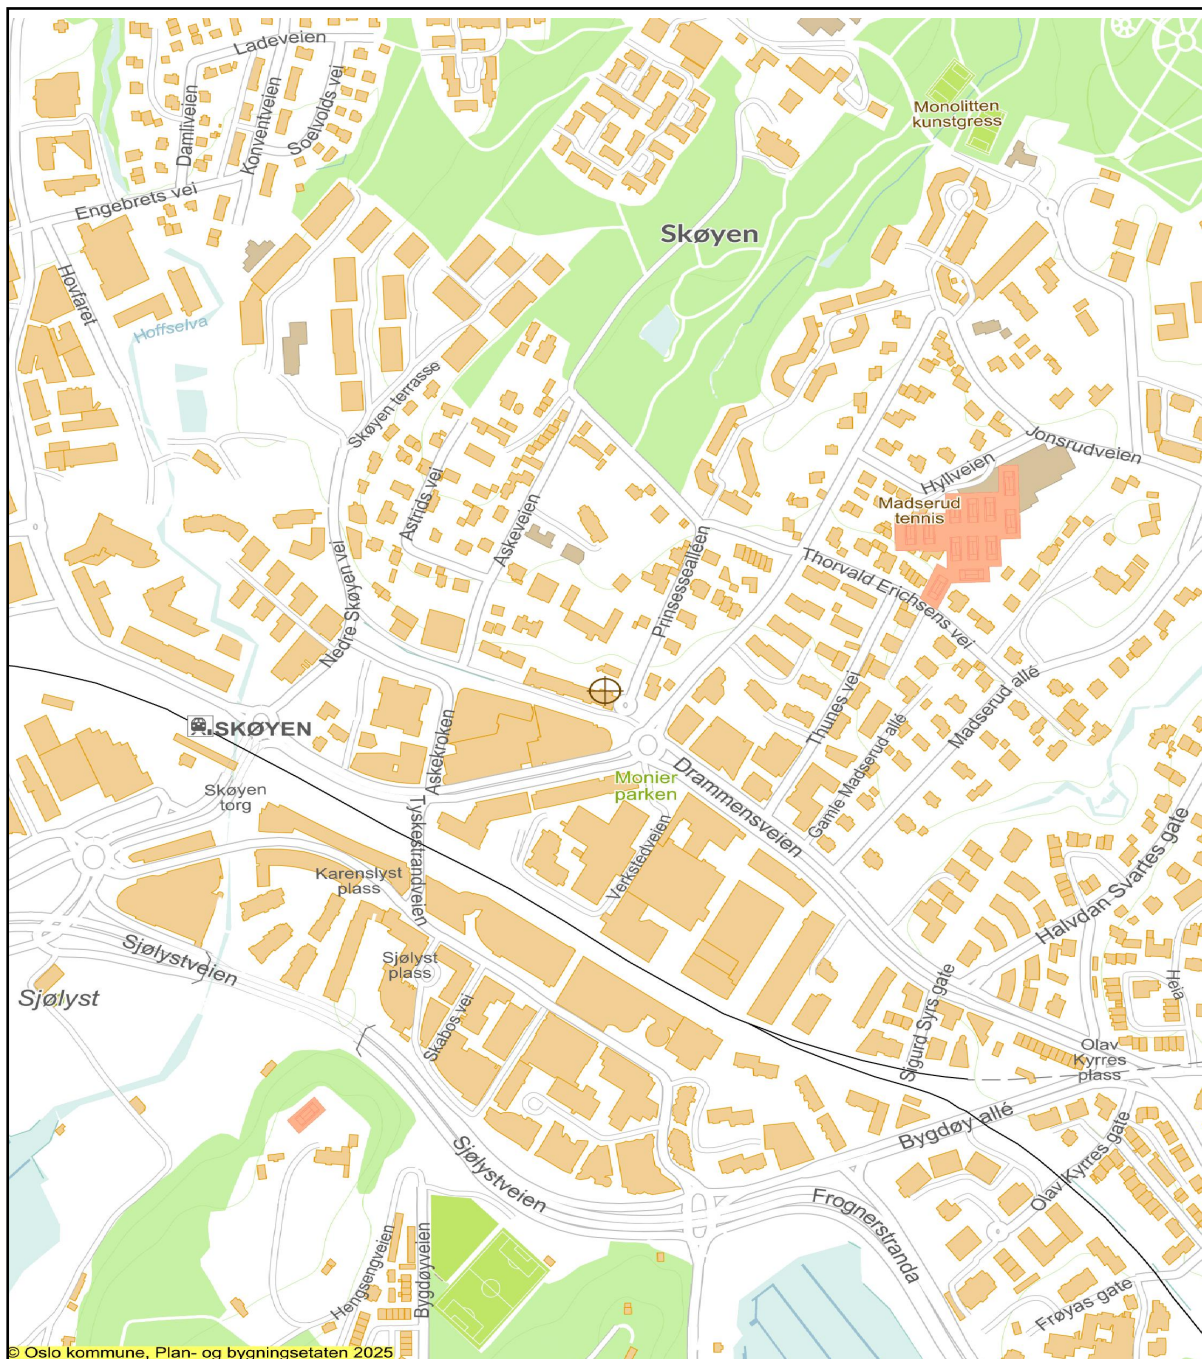 Ladeveien
Damliveien
Konventveien
Soelvolds vei
Engebrets vei
Monolitten
kunstgress
Skøyen
Hovfaret
Hoffselva
Skøyen terrasse
Jonsrudveien
Hyllveien
Madserud
tennis
Astrids vei
Askeveien
Nedre Skøyen vei
Prinsessealléen
Thorvald Erichsens vei
Madserud allé
Thunes vei
Gamle Madserud allé
SKØYEN
Askekroken
Skøyen
torg
Monier
parken
Drammensveien
Tyskestrandveien
Verkstedveien
Karenslyst
plass
Halvdan Svartes gate
Sjølystveien
Sjølyst
plass
Sjølyst
Skabos vei
Sigurd Syrs gate
Heia
Olav
Kyrres
plass
Bygdøy allé
Sjølystveien
Olav Kyrres gate
Frognerstranda
Hengsengveien
Bygdøyveien
Frøyas gate
© Oslo kommune, Plan- og bygningsetaten 2025